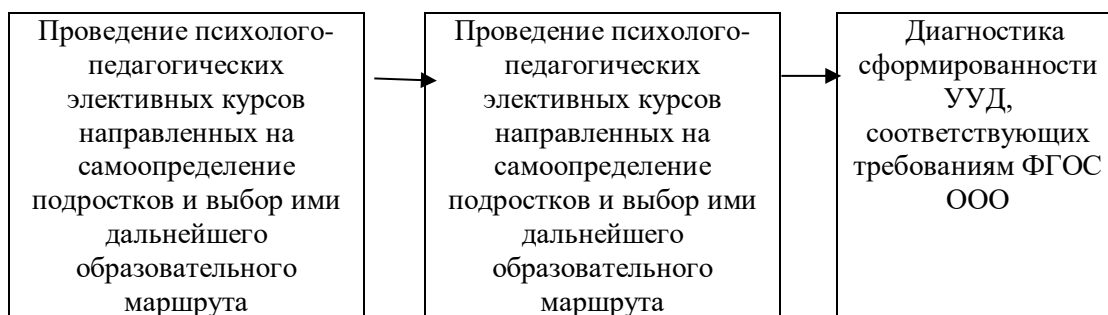 Проведение психолого-
педагогических
элективных курсов
направленных на
самоопределение
подростков и выбор ими
дальнейшего
образовательного
маршрута
Проведение психолого-
педагогических
элективных курсов
направленных на
самоопределение
подростков и выбор ими
дальнейшего
образовательного
маршрута
Диагностика
сформированности
УУД,
соответствующих
требованиям ФГОС
ООО